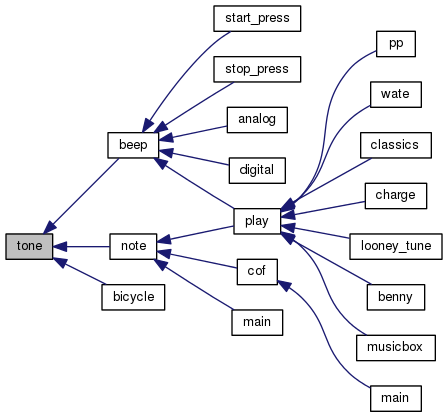 start_press
pp
stop_press
wate
analog
beep
classics
digital
charge
play
tone
note
looney_tune
cof
bicycle
benny
main
musicbox
main